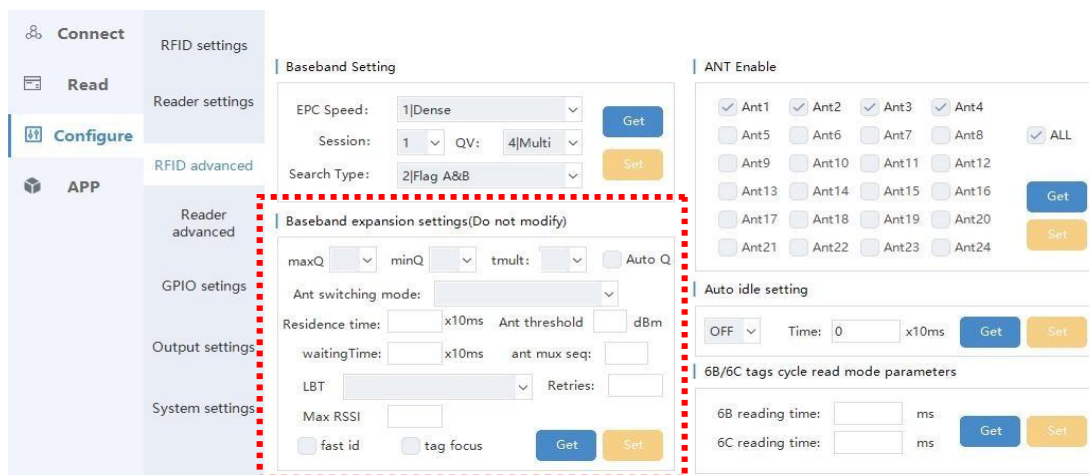 Connect
Read
Configure
APP
RFID settings
Reader settings
RFID advanced
Reader
advanced
GPIO setings
Output settings
System settings
Baseband Setting
EPC Speed: 1|Dense
Session: 1 QV: 4|Multi
Search Type: 2|Flag A&B
Get
Set
Baseband expansion settings(Do not modify)
maxQ minQ tmult: Auto Q
Ant switching mode:
Residence time: x10ms Ant threshold dBm
waitingTime: x10ms ant mux seq:
LBT Retries:
Max RSSI
fast id tag focus Get Set
ANT Enable
Ant1 Ant2 Ant3 Ant4
Ant5 Ant6 Ant7 Ant8 ALL
Ant9 Ant10 Ant11 Ant12
Ant13 Ant14 Ant15 Ant16
Ant17 Ant18 Ant19 Ant20
Ant21 Ant22 Ant23 Ant24
Get
Set
Auto idle setting
OFF Time: 0 x10ms Get Set
6B/6C tags cycle read mode parameters
6B reading time: ms
6C reading time: ms
Get Set